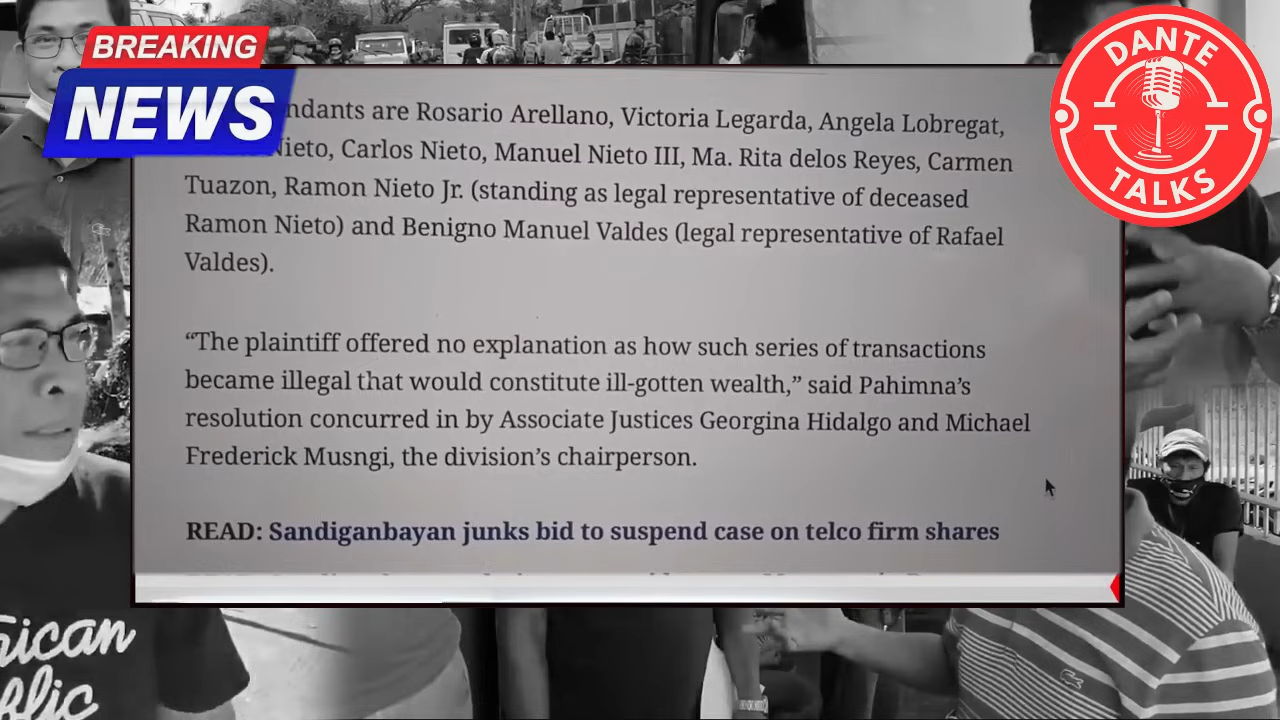 BREAKING
NEWS
DANTE
TALKS
ndants are Rosario Arellano, Victoria Legarda, Angela Lobregat,
Nieto, Carlos Nieto, Manuel Nieto III, Ma. Rita delos Reyes, Carmen
Tuazon, Ramon Nieto Jr. (standing as legal representative of deceased
Ramon Nieto) and Benigno Manuel Valdes (legal representative of Rafael
Valdes).
“The plaintiff offered no explanation as how such series of transactions
became illegal that would constitute ill-gotten wealth,” said Pahimna’s
resolution concurred in by Associate Justices Georgina Hidalgo and Michael
Frederick Musngi, the division’s chairperson.
READ: Sandiganbayan junks bid to suspend case on telco firm shares